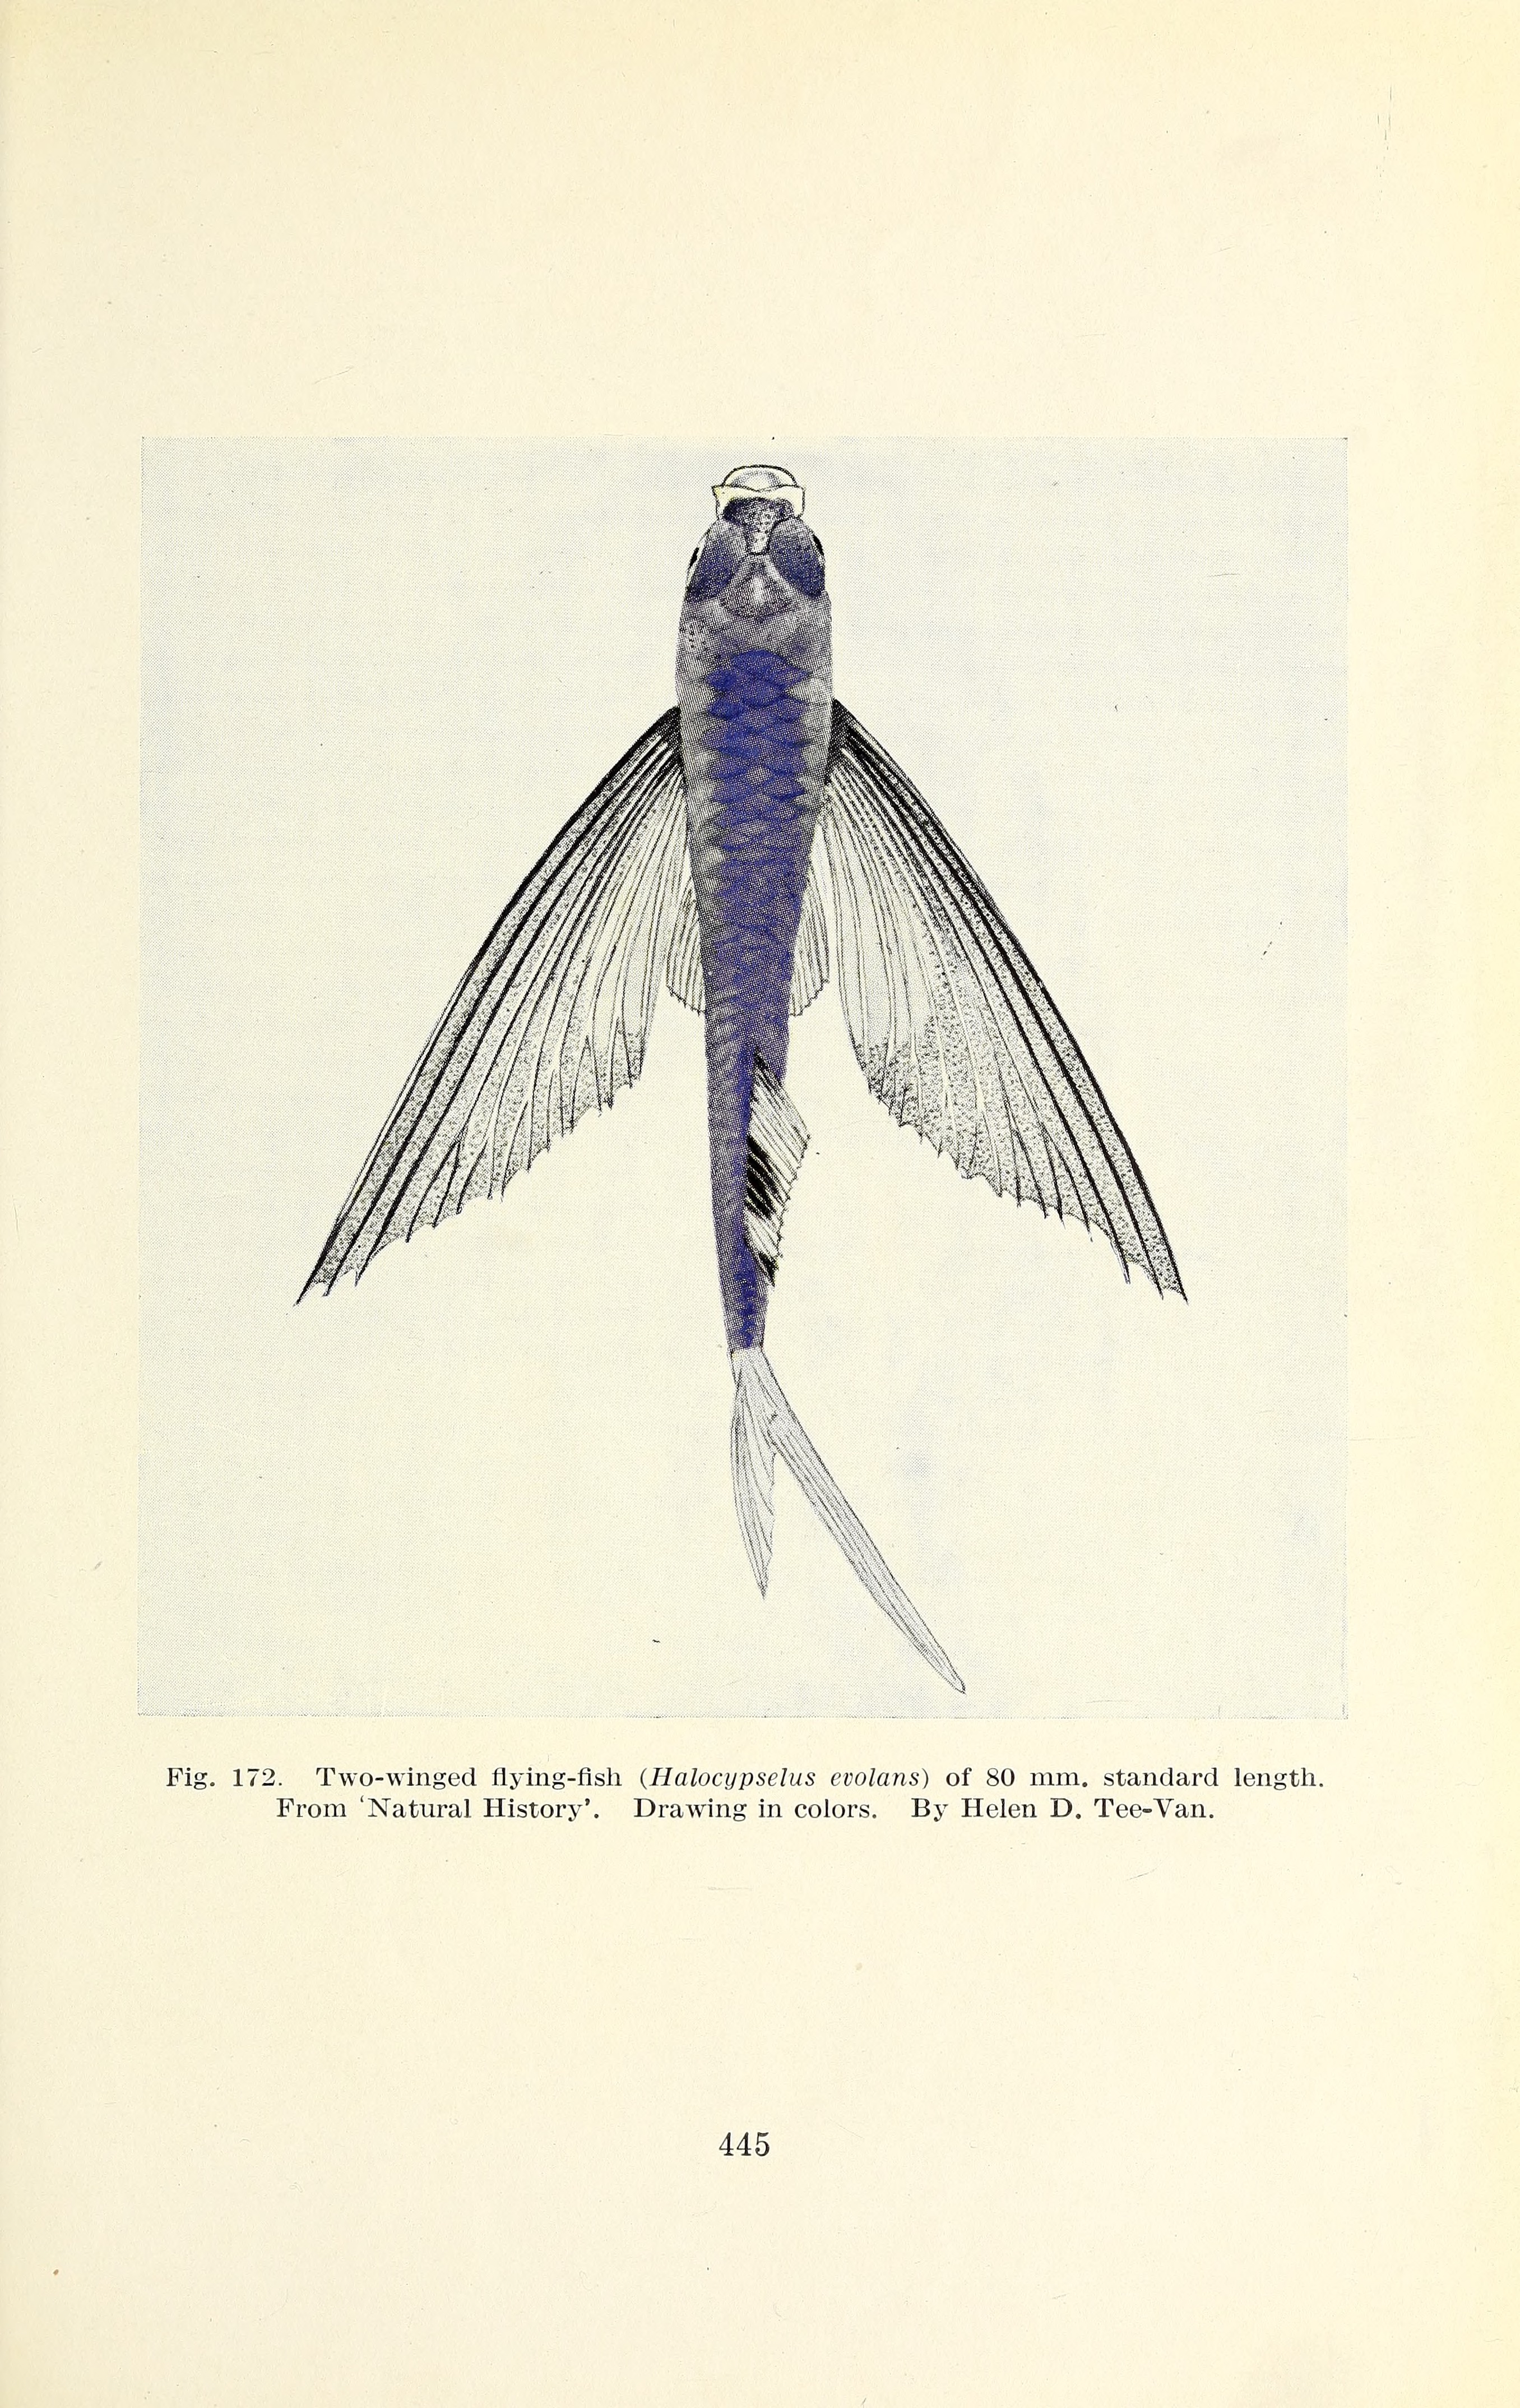 Fig. 172. Two-winged flying-fish (Halocypselus evolans) of 80 mm. standard length.
From 'Natural History'. Drawing in colors. By Helen D. Tee-Van.
445